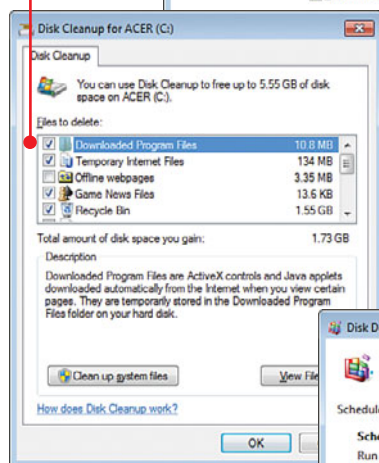 Disk Cleanup for ACER (C:)
Disk Cleanup
You can use Disk Cleanup to free up to 5.55 GB of disk
space on ACER (C:).
Files to delete:
Downloaded Program Files 10.8 MB
Temporary Internet Files 134 MB
Offline webpages 3.35 MB
Game News Files 13.6 KB
Recycle Bin 1.55 GB
Total amount of disk space you gain: 1.73 GB
Description
Downloaded Program Files are ActiveX controls and Java applets
downloaded automatically from the Internet when you view certain
pages. They are temporarily stored in the Downloaded Program
Files folder on your hard disk.
Clean up system files
View File
How does Disk Cleanup work?
OK
Disk D
Schedule
Sche
Run